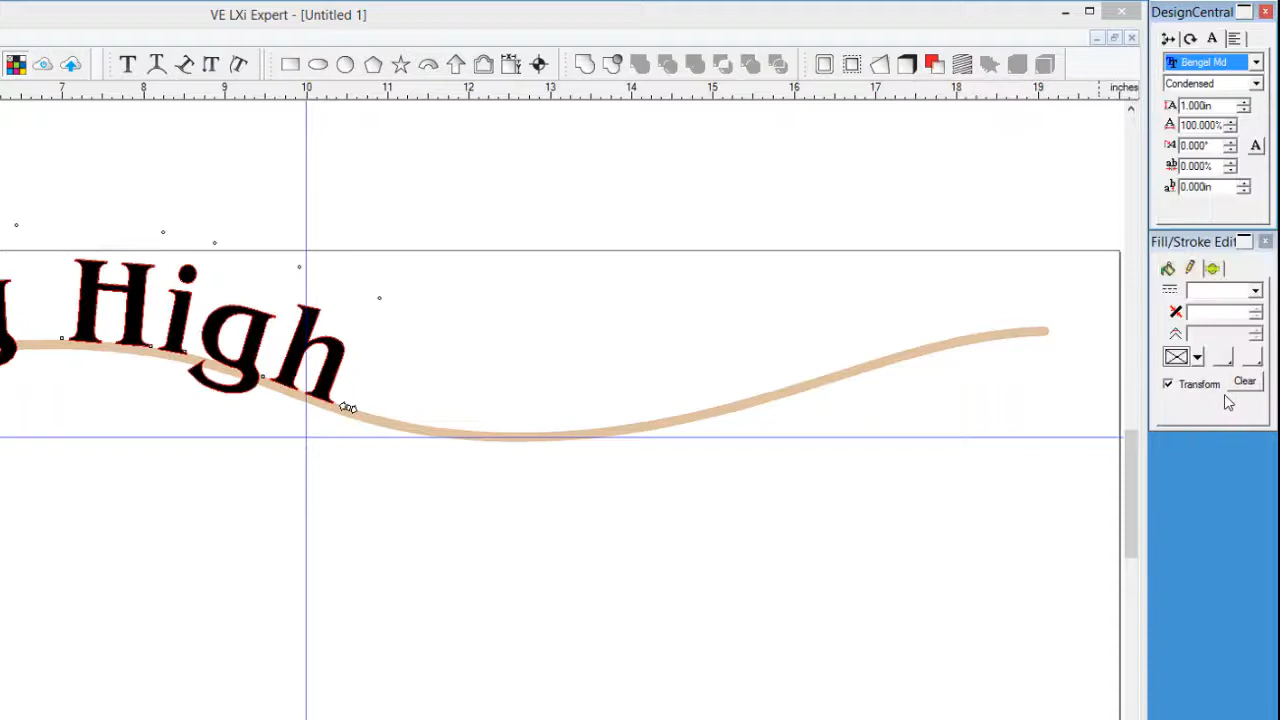 VE LXi Expert - [Untitled 1]
DesignCentral
Bengel Md
Condensed
1.000in
100.000%
0.000°
0.000%
0.000in
A
7 8 9 10 11 12 13 14 15 16 17 18 19 inches
High
Fill/Stroke Edit
Transform
Clear